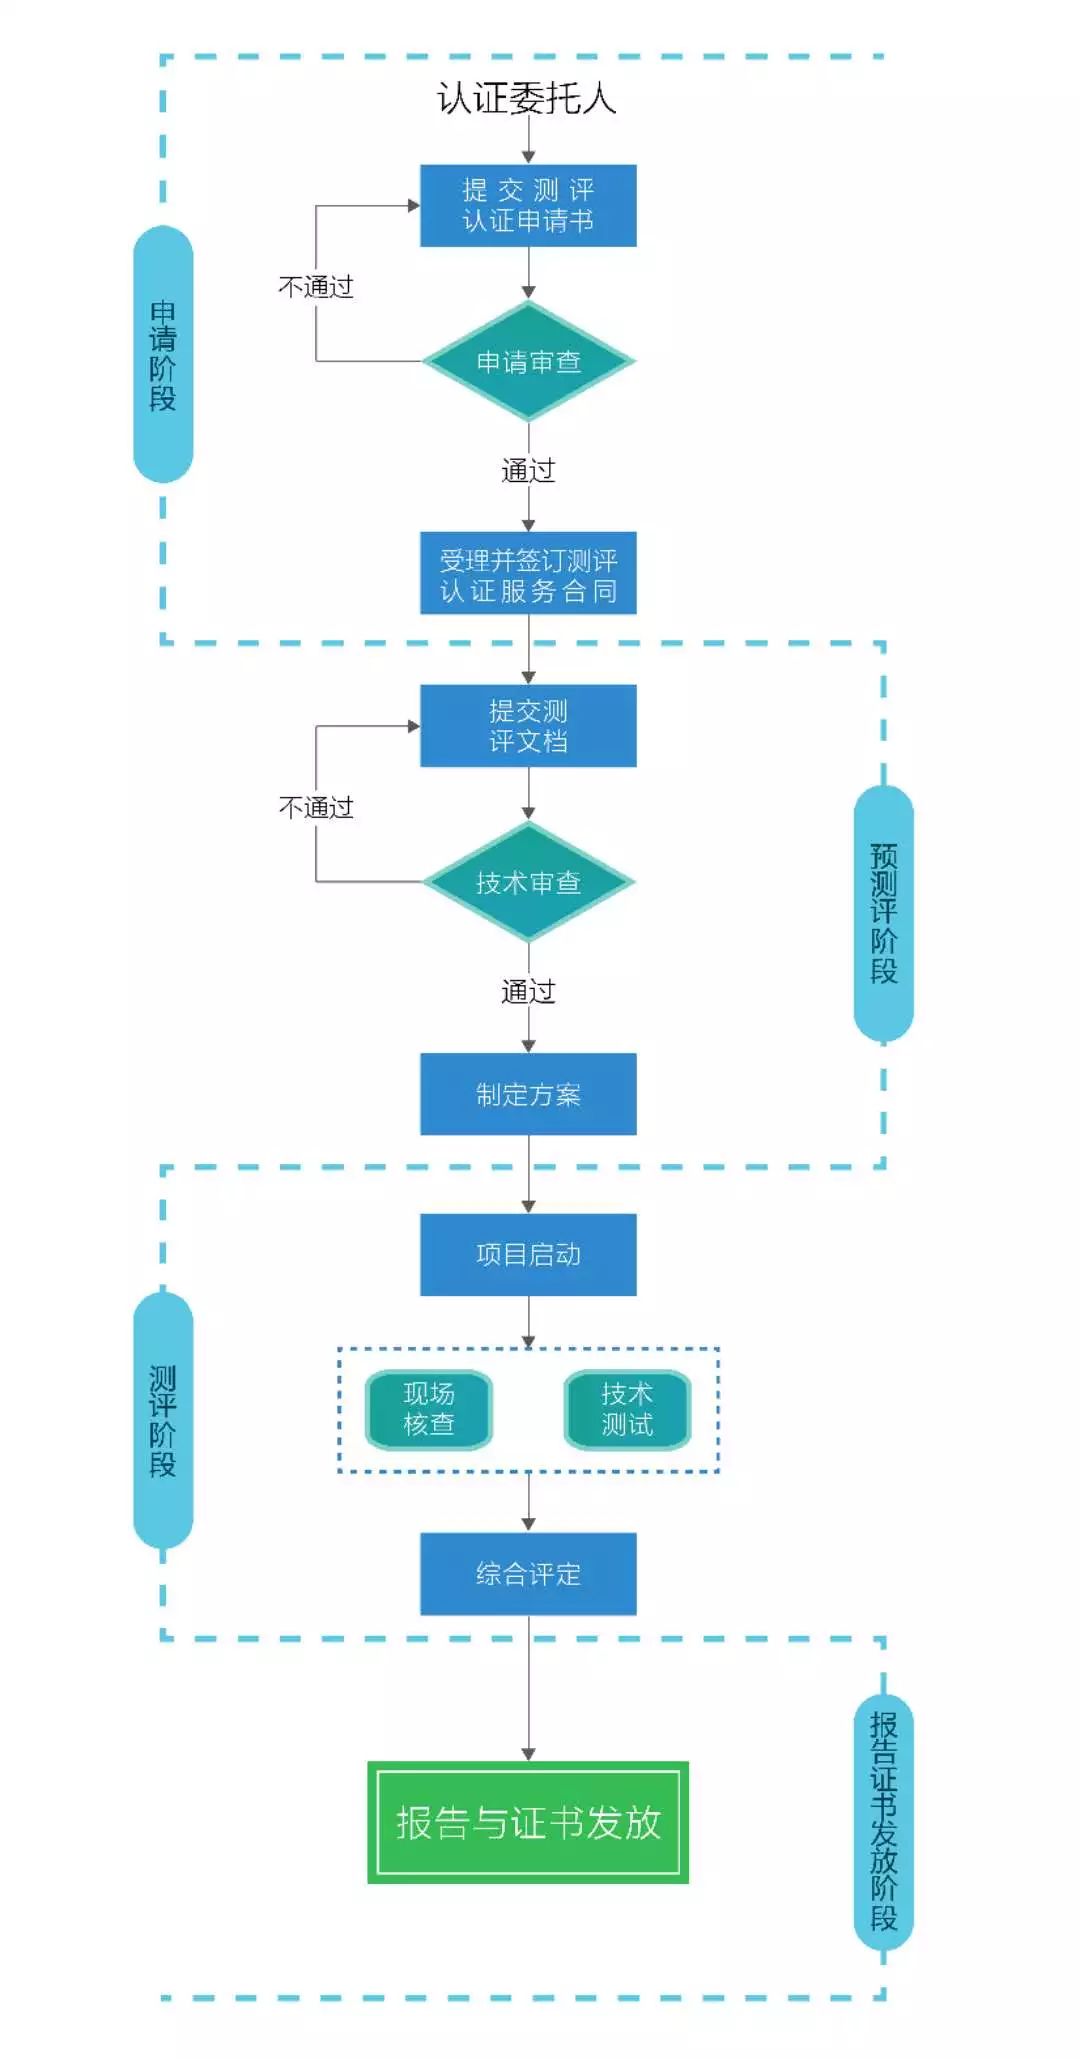 认证委托人
提交测评
认证申请书
不通过
申请阶段
申请审查
通过
受理并签订测评
认证服务合同
提交测
评文档
不通过
预测评阶段
技术审查
通过
制定方案
项目启动
测评阶段
现场
核查
技术
测试
综合评定
报告证书发放阶段
报告与证书发放